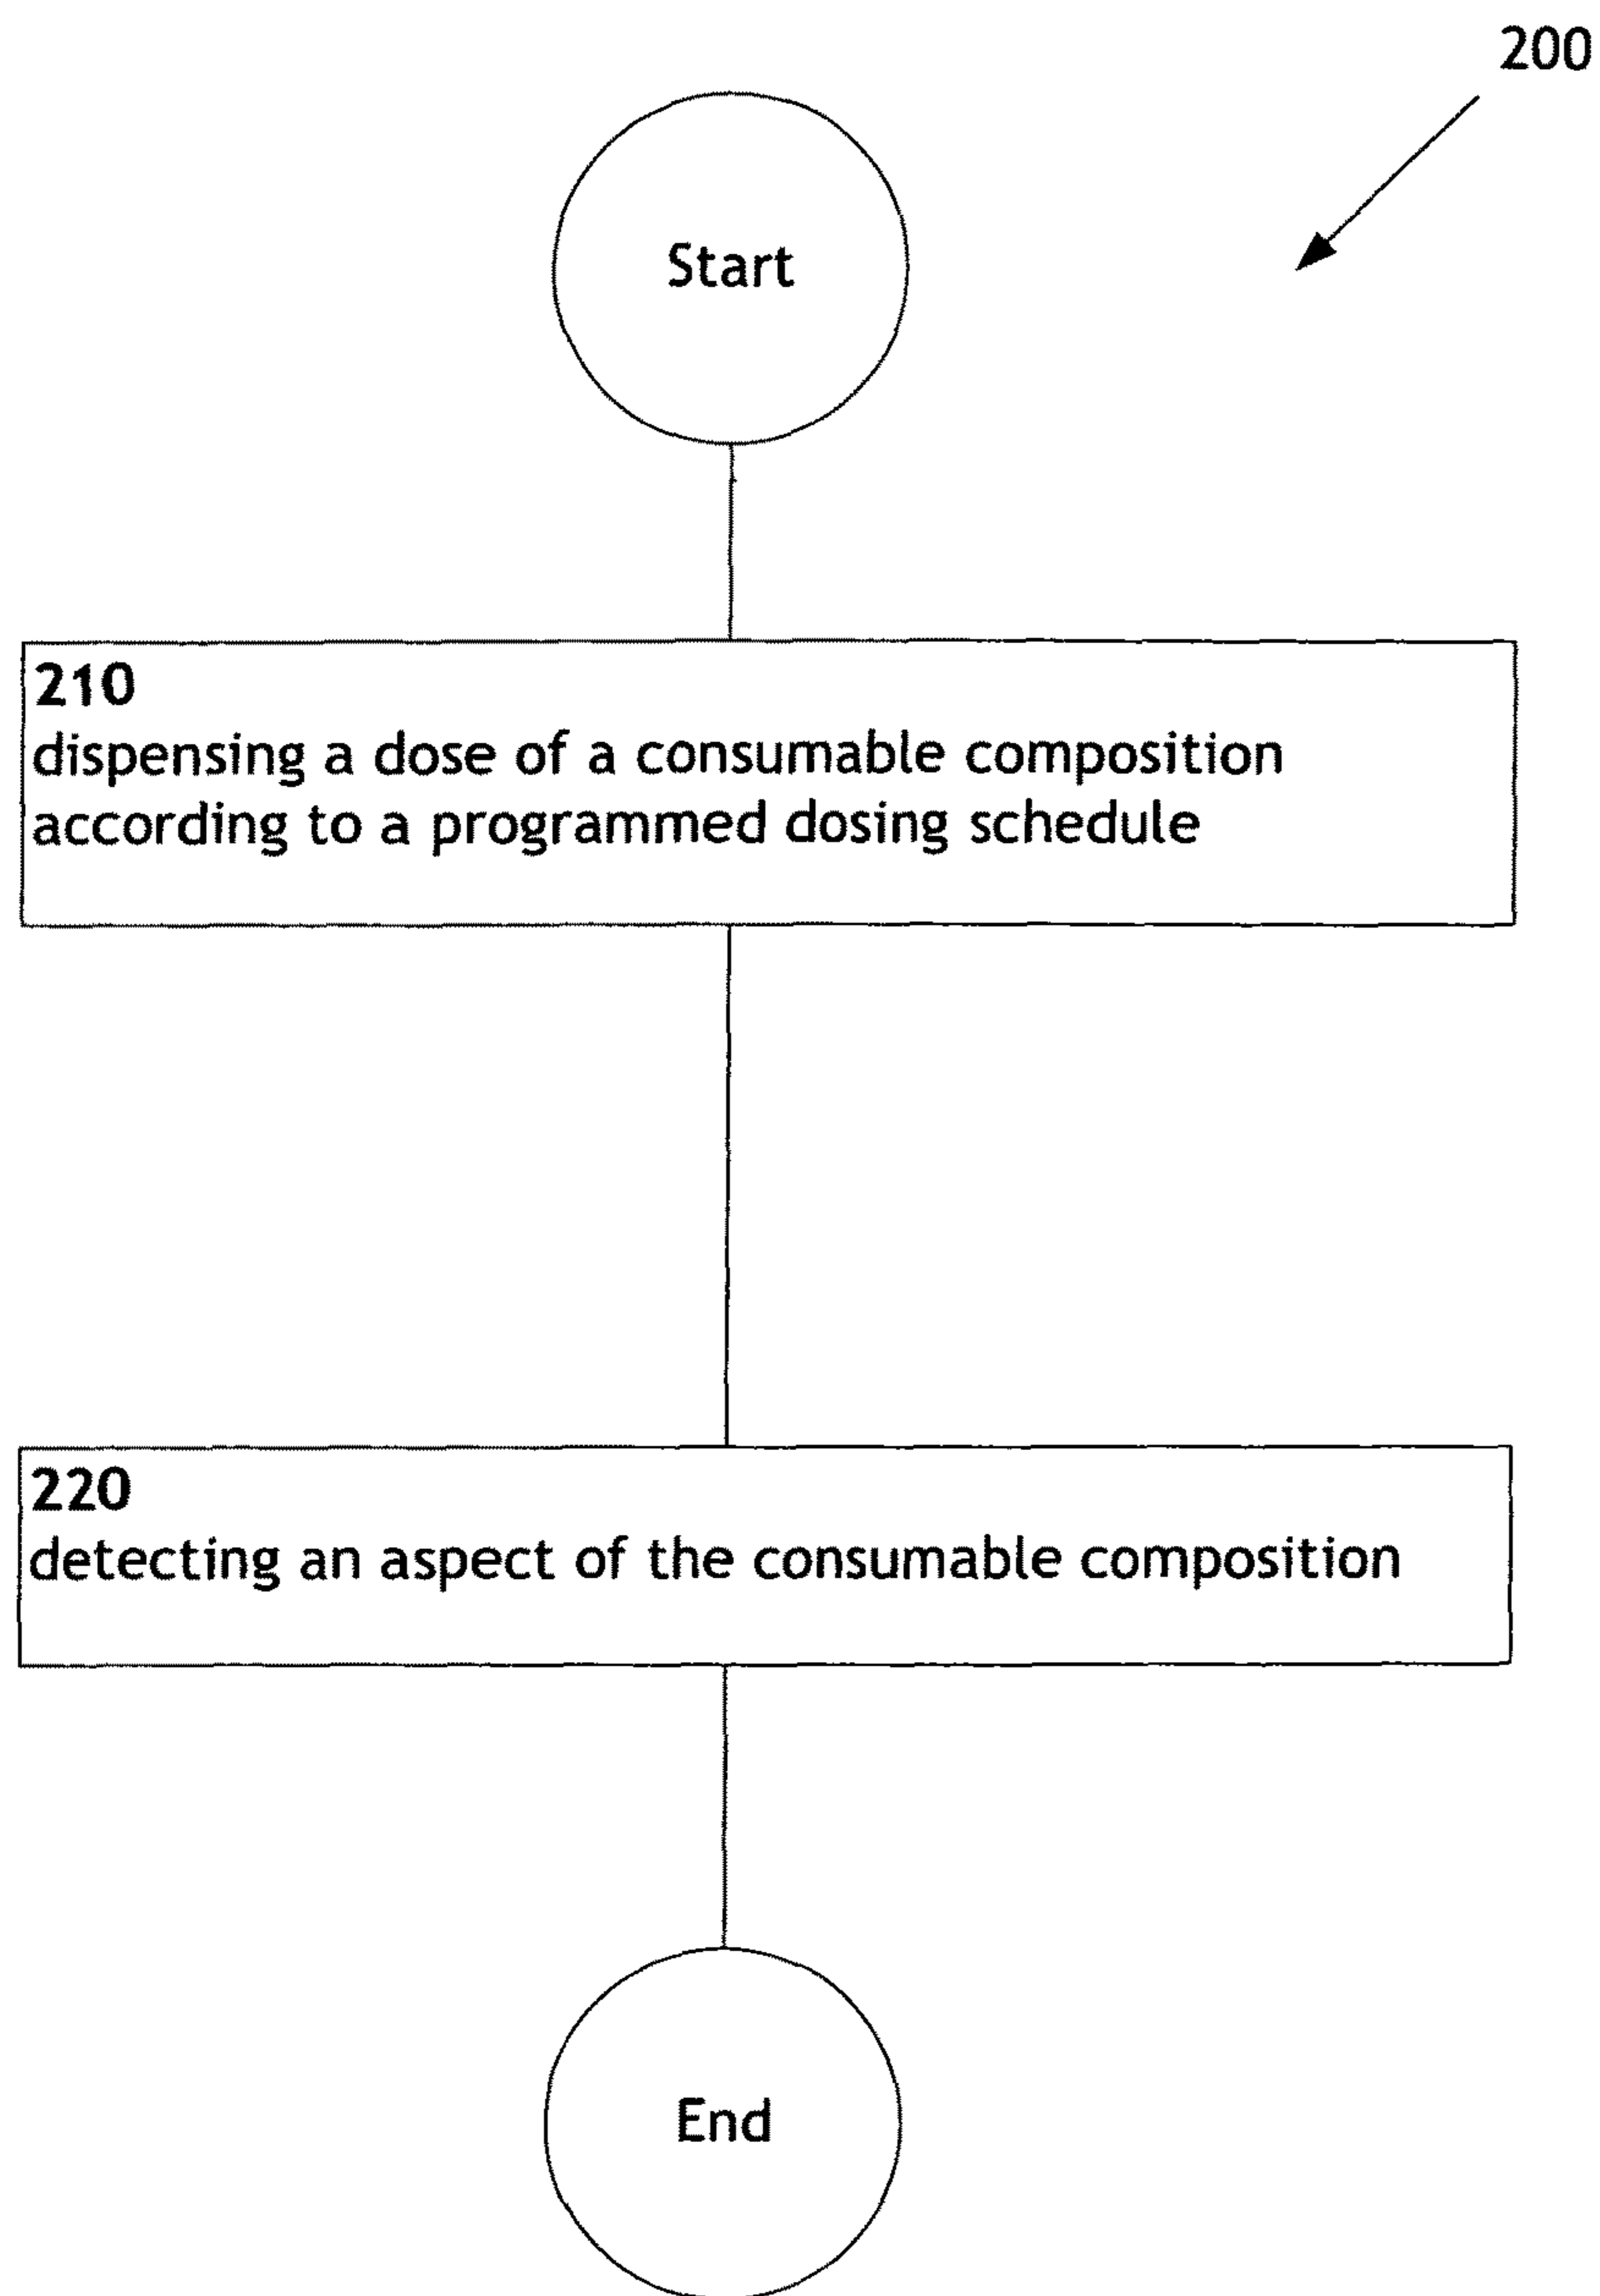 200
Start
210
dispensing a dose of a consumable composition
according to a programmed dosing schedule
220
detecting an aspect of the consumable composition
End